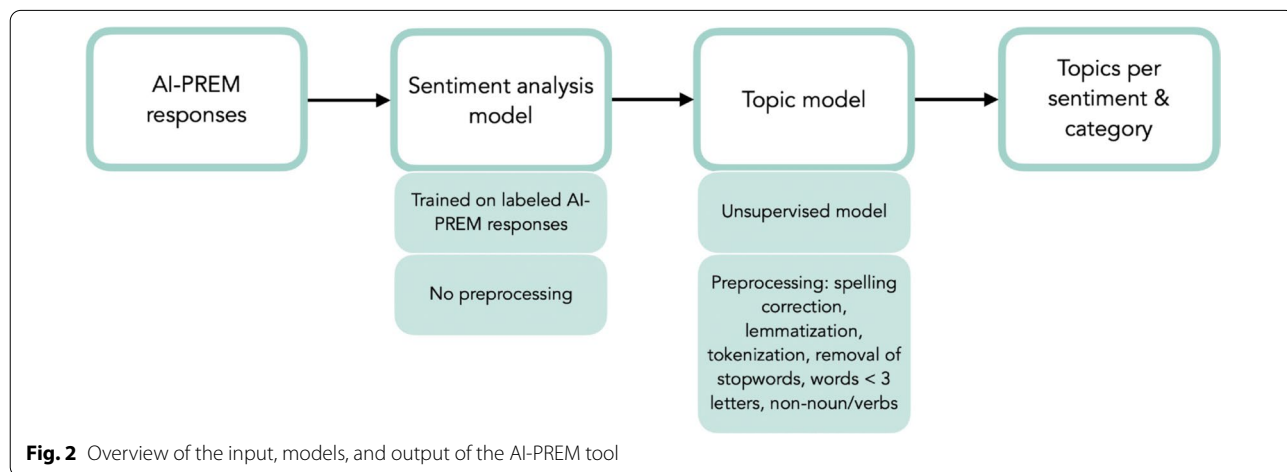 AI-PREM
responses
Sentiment analysis
model
Topic model
Topics per
sentiment &
category
Trained on labeled AI-
PREM responses
No preprocessing
Unsupervised model
Preprocessing: spelling
correction,
lemmatization,
tokenization, removal of
stopwords, words < 3
letters, non-noun/verbs
Fig. 2 Overview of the input, models, and output of the AI-PREM tool